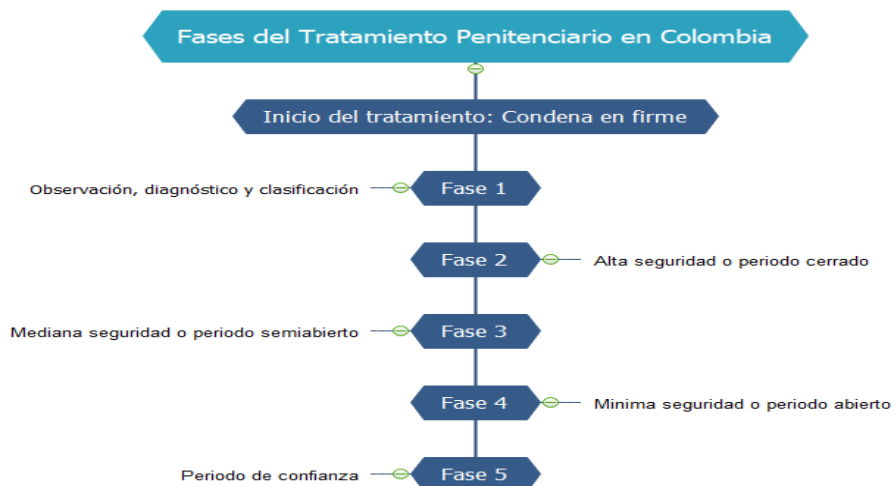 Fases del Tratamiento Penitenciario en Colombia
Inicio del tratamiento: Condena en firme
Fase 1
Observación, diagnóstico y clasificación
Fase 2
Alta seguridad o periodo cerrado
Fase 3
Mediana seguridad o periodo semiabierto
Fase 4
Minima seguridad o periodo abierto
Fase 5
Periodo de confianza